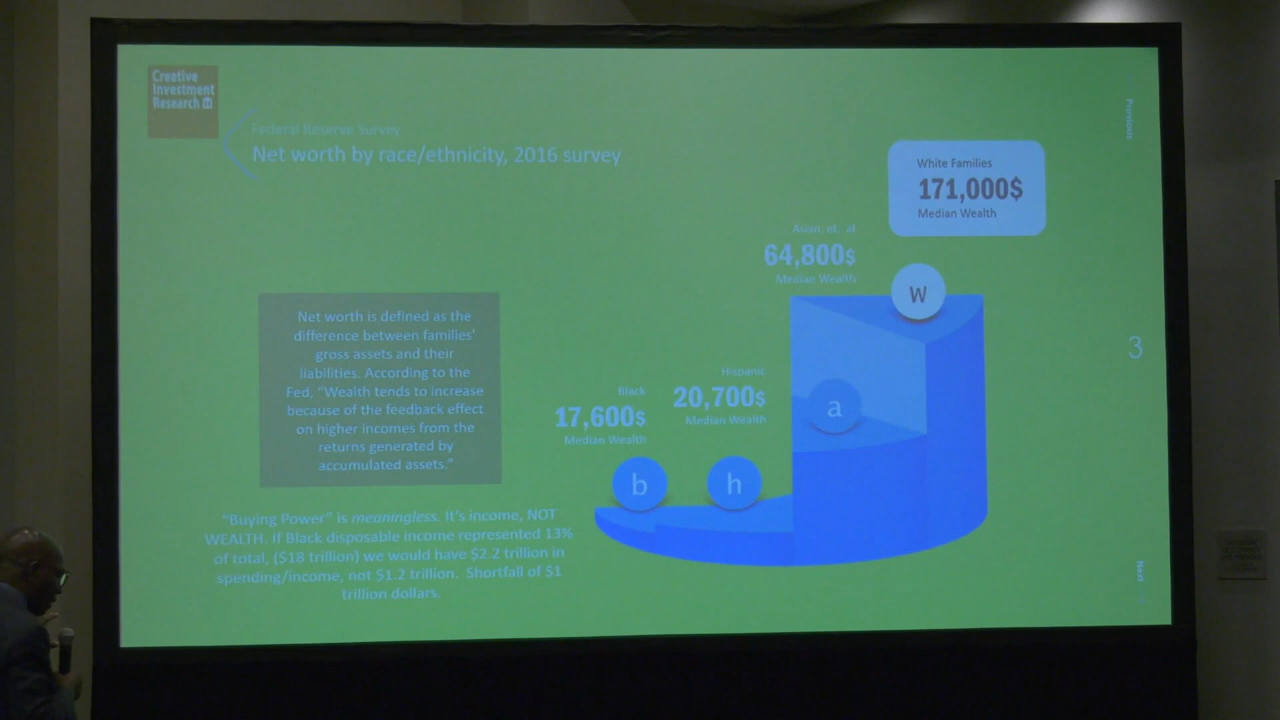 Creative
Investment
Research
Federal Reserve Survey
Net worth by race/ethnicity, 2016 survey
Previous
White Families
171,000$
Median Wealth
Asian, et. al
64,800$
Median Wealth
w
3
Net worth is defined as the
difference between families'
gross assets and their
liabilities. According to the
Fed, “Wealth tends to increase
because of the feedback effect
on higher incomes from the
returns generated by
accumulated assets.”
Black
17,600$
Median Wealth
Hispanic
20,700$
Median Wealth
a
b
h
“Buying Power” is meaningless. It's income, NOT
WEALTH. If Black disposable income represented 13%
of total, ($18 trillion) we would have $2.2 trillion in
spending/income, not $1.2 trillion. Shortfall of $1
trillion dollars.
Next